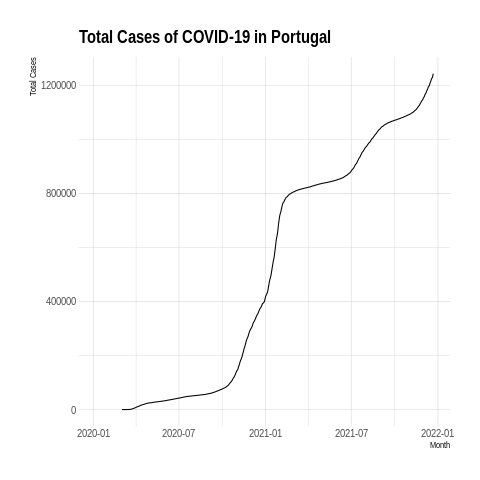 Total Cases of COVID-19 in Portugal
Total Cases
1200000
800000
400000
0
2020-01 2020-07 2021-01 2021-07 2022-01
Month